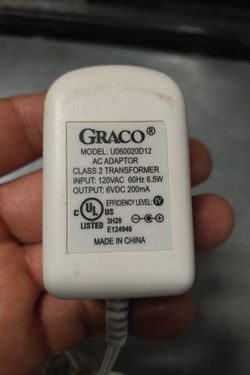 GRACO®
MODEL: U060020D12
AC ADAPTOR
CLASS 2 TRANSFORMER
INPUT: 120VAC 60Hz 6.5W
OUTPUT: 6VDC 200mA
EFFICIENCY LEVEL: IV
C UL US
LISTED 3H20
E124946
MADE IN CHINA